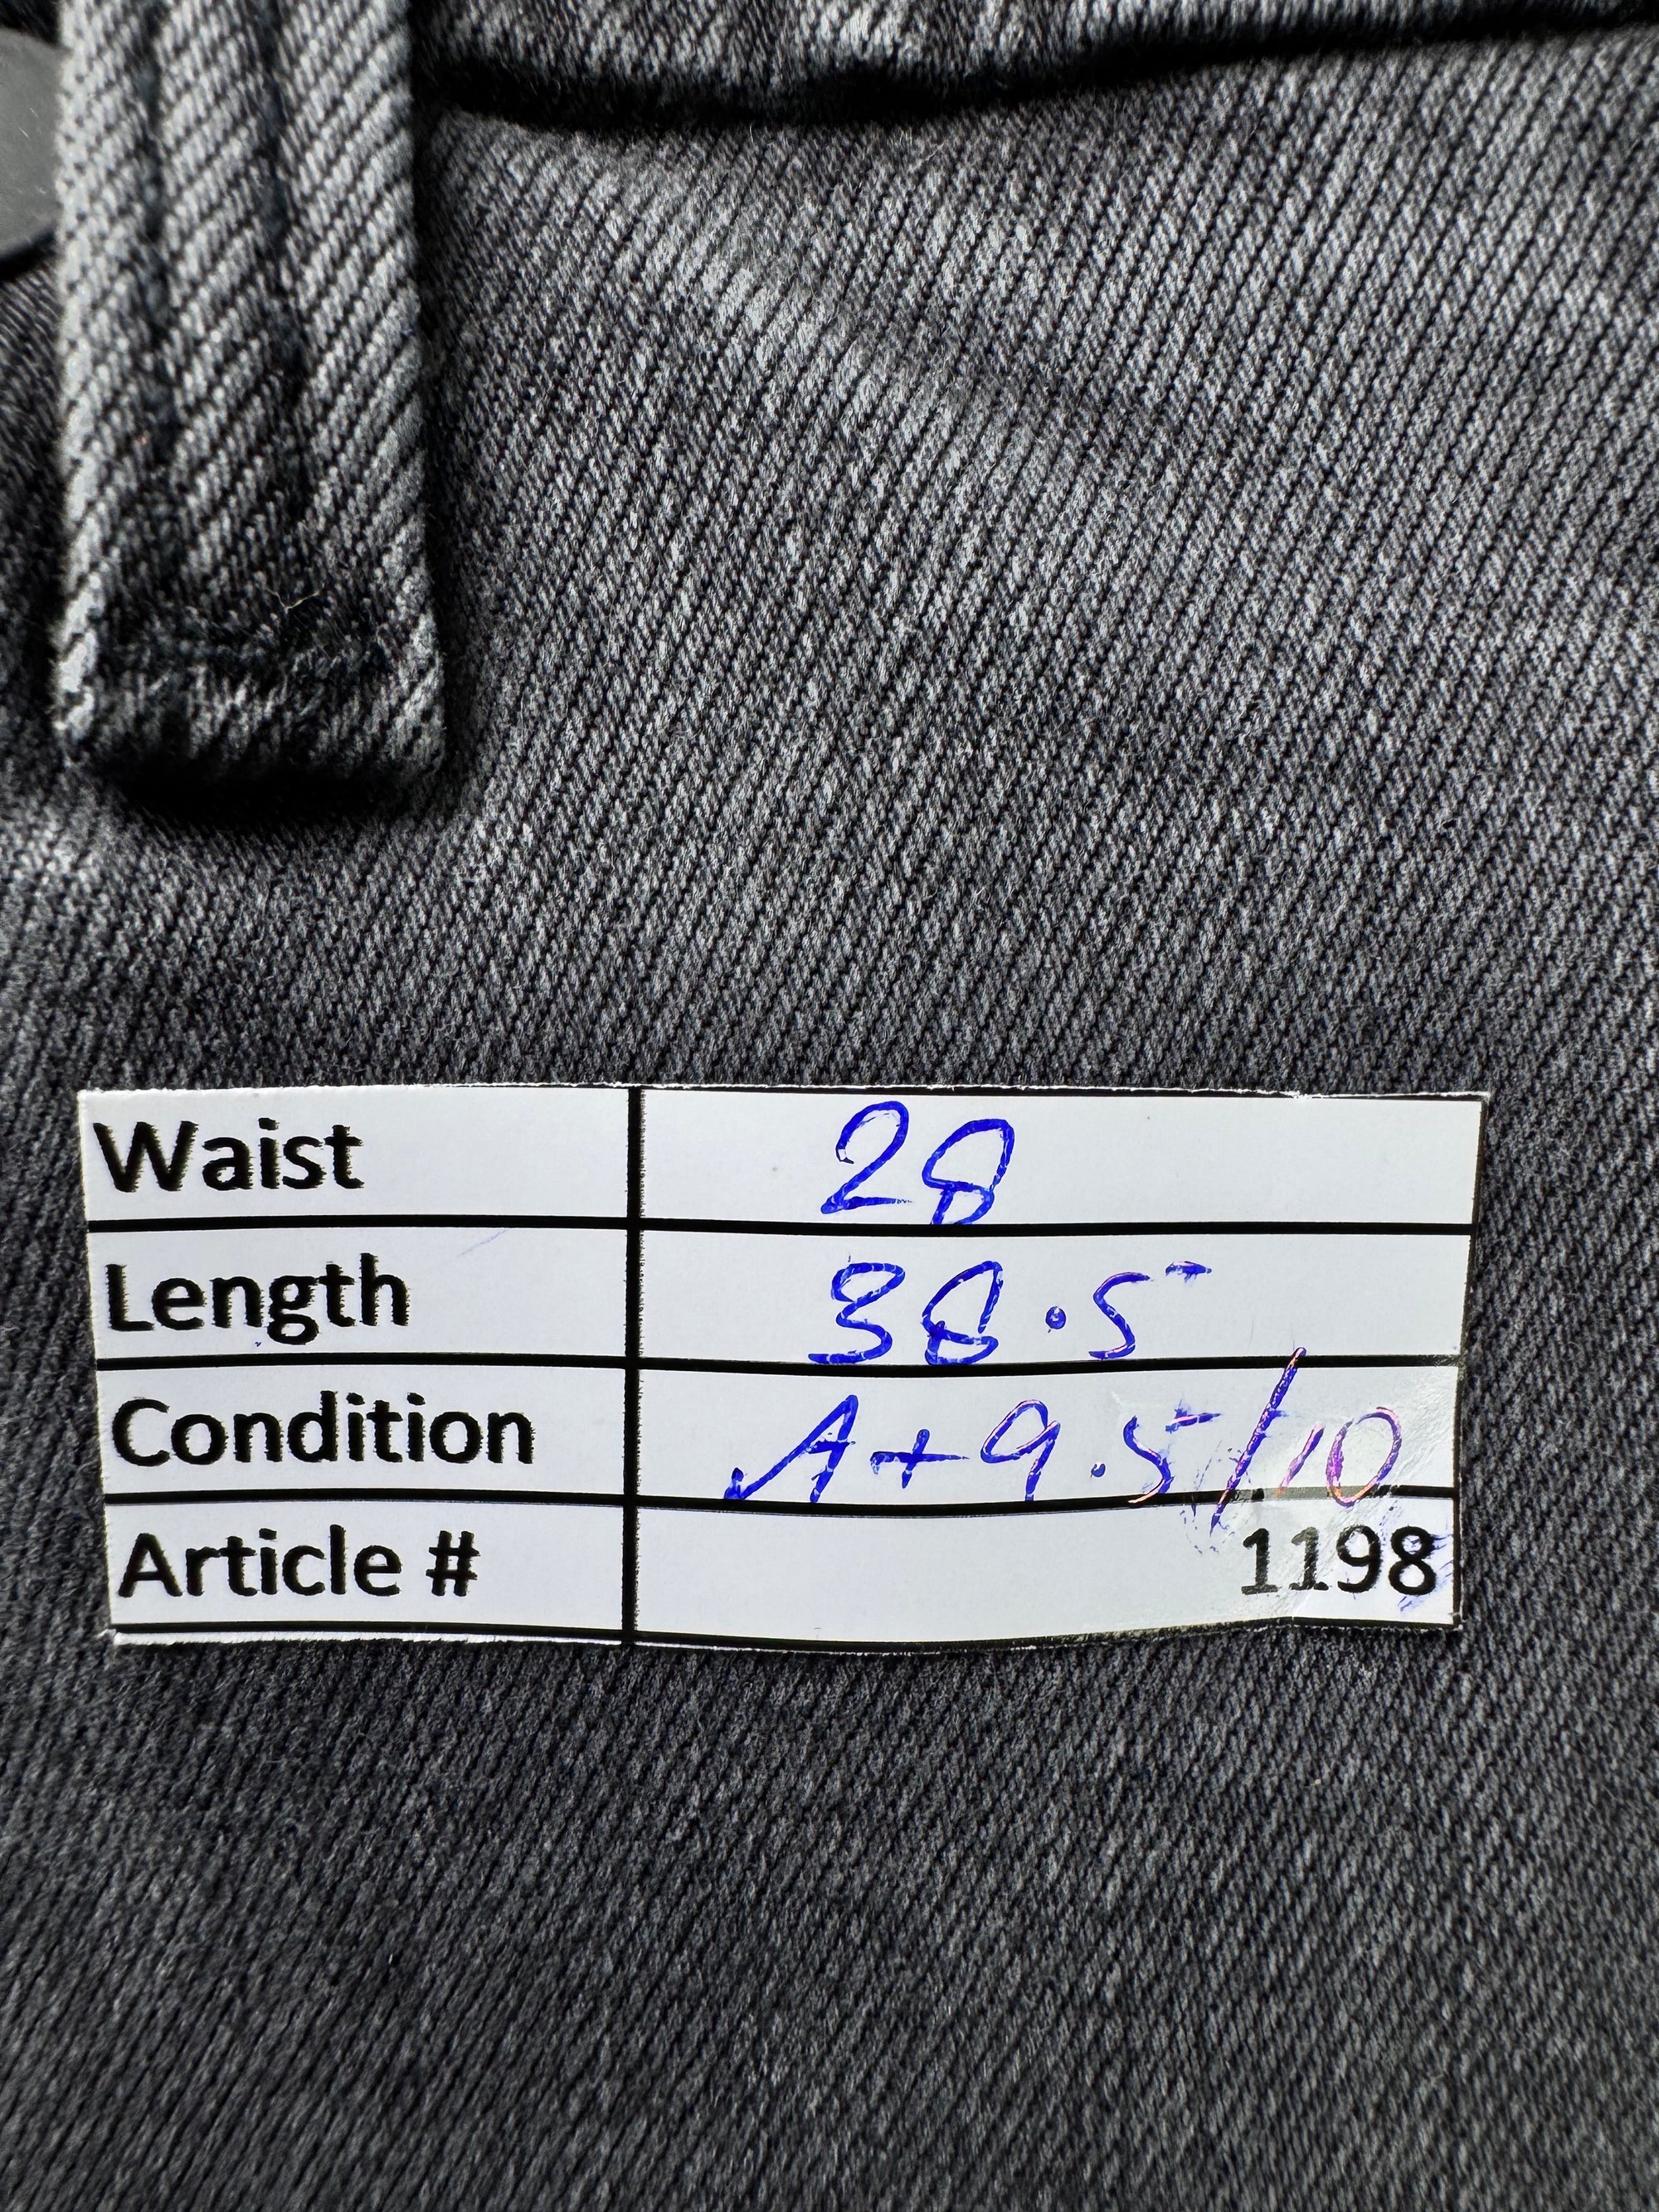 Waist 28
Length 38.5
Condition A+ 9.5/10
Article # 1198